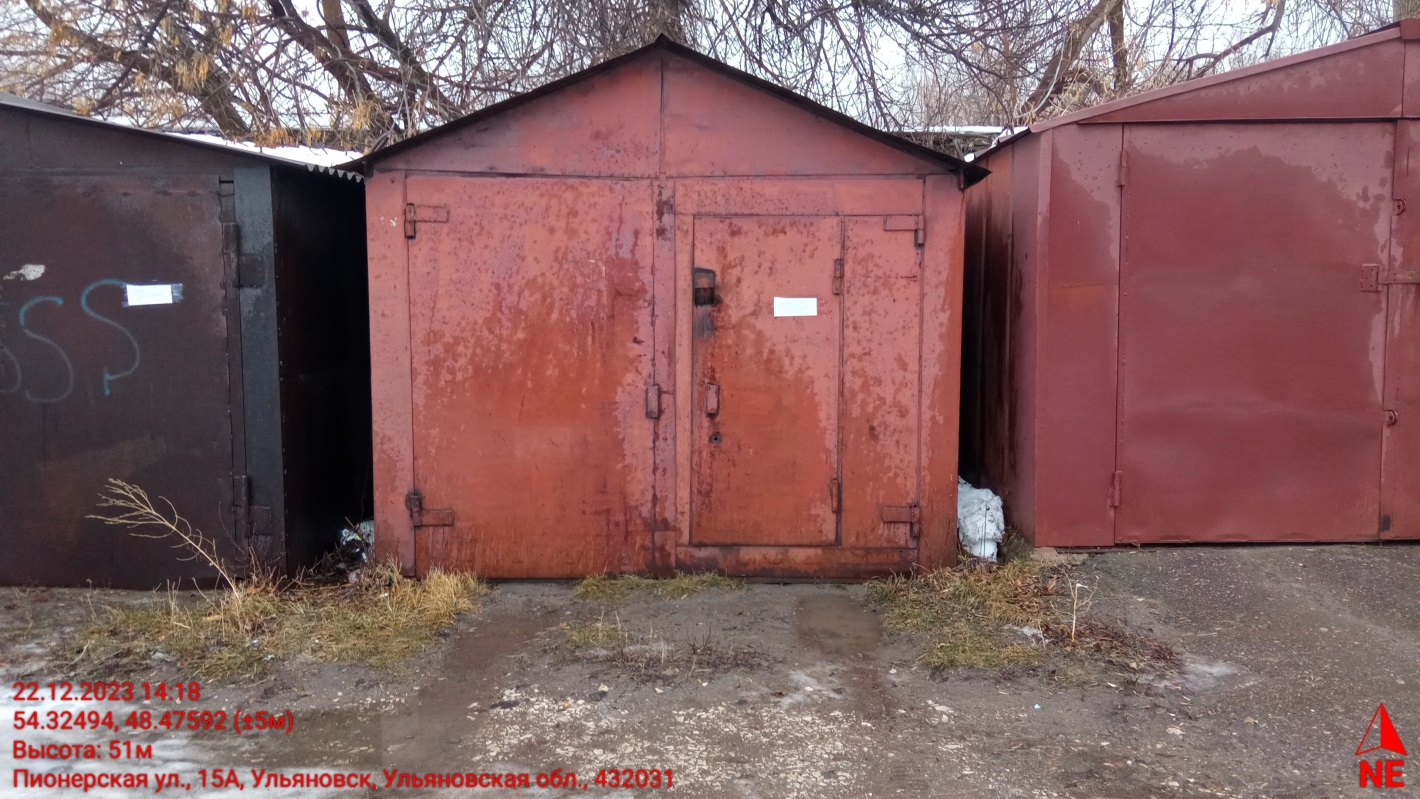 SS
22.12.2023 14:18
54.32494, 48.47592 (±5м)
Высота: 51м
Пионерская ул., 15А, Ульяновск, Ульяновская обл., 432031
NE